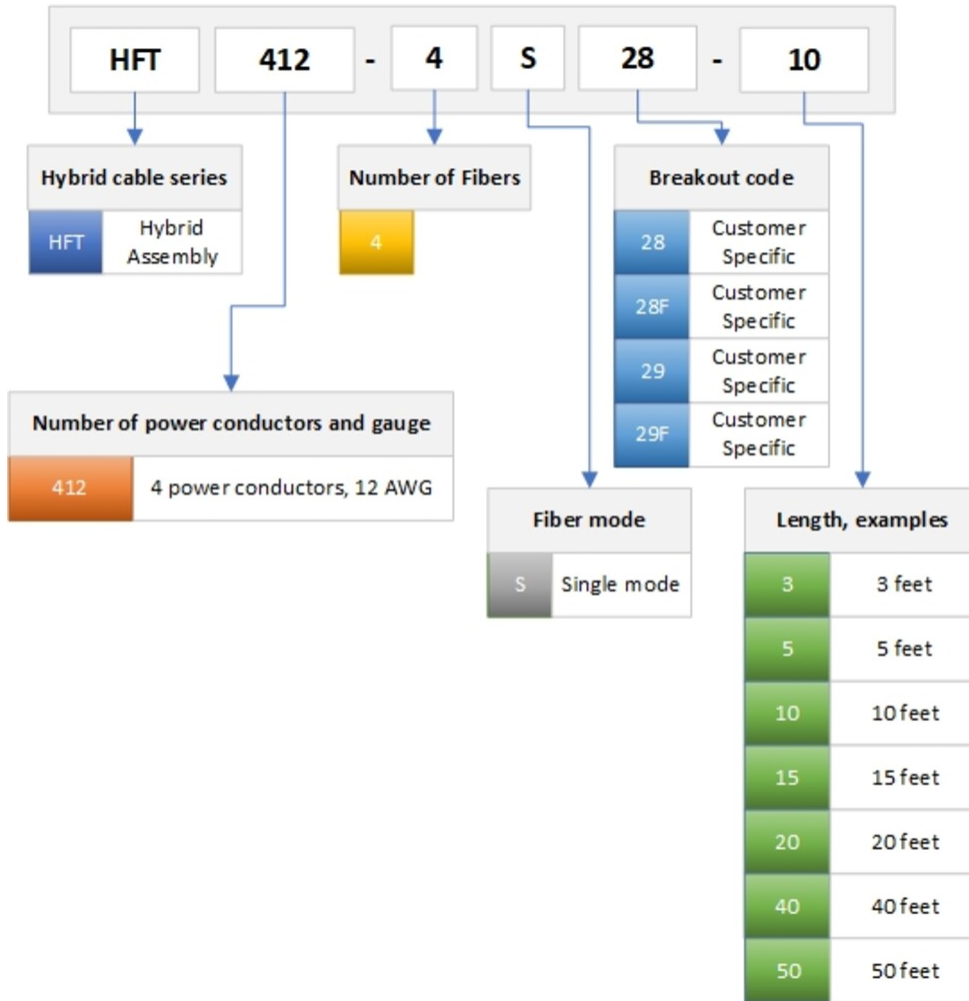 HFT 412 - 4 S 28 - 10
Hybrid cable series
HFT Hybrid
Assembly
Number of Fibers
4
Breakout code
28 Customer
Specific
28F Customer
Specific
29 Customer
Specific
29F Customer
Specific
Number of power conductors and gauge
412 4 power conductors, 12 AWG
Fiber mode
S Single mode
Length, examples
3 3 feet
5 5 feet
10 10 feet
15 15 feet
20 20 feet
40 40 feet
50 50 feet